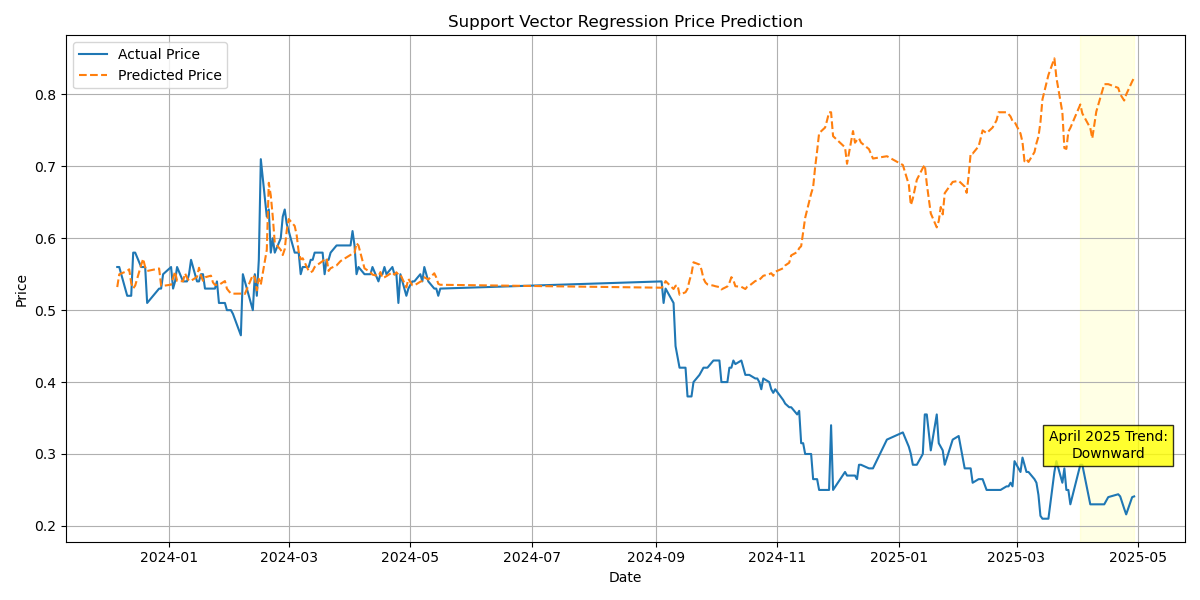 Support Vector Regression Price Prediction
Actual Price
Predicted Price
Price
0.8
0.7
0.6
0.5
0.4
0.3
0.2
April 2025 Trend:
Downward
2024-01
2024-03
2024-05
2024-07
2024-09
2024-11
2025-01
2025-03
2025-05
Date